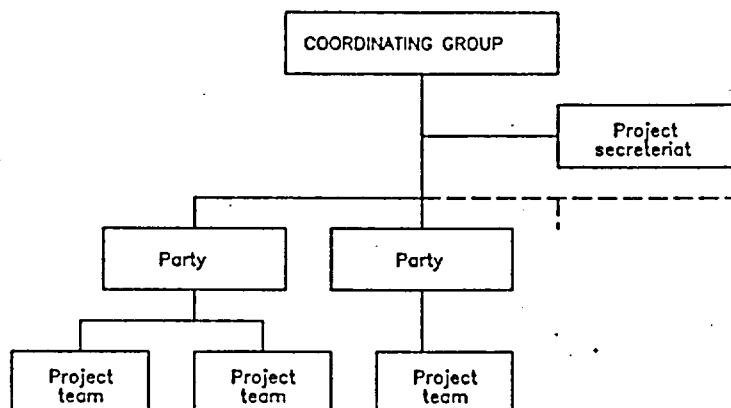 COORDINATING GROUP
Project
secreteriat
Party
Party
Project
team
Project
team
Project
team